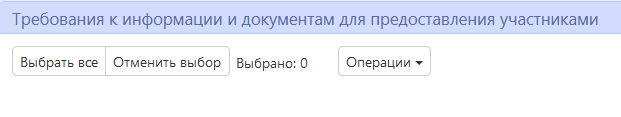 Требования к информации и документам для предоставления участниками
Выбрать все Отменить выбор Выбрано: 0 Операции